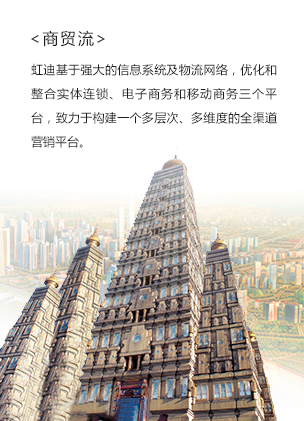 <商贸流>
虹迪基于强大的信息系统及物流网络，优化和
整合实体连锁、电子商务和移动商务三个平
台，致力于构建一个多层次、多维度的全渠道
营销平台。